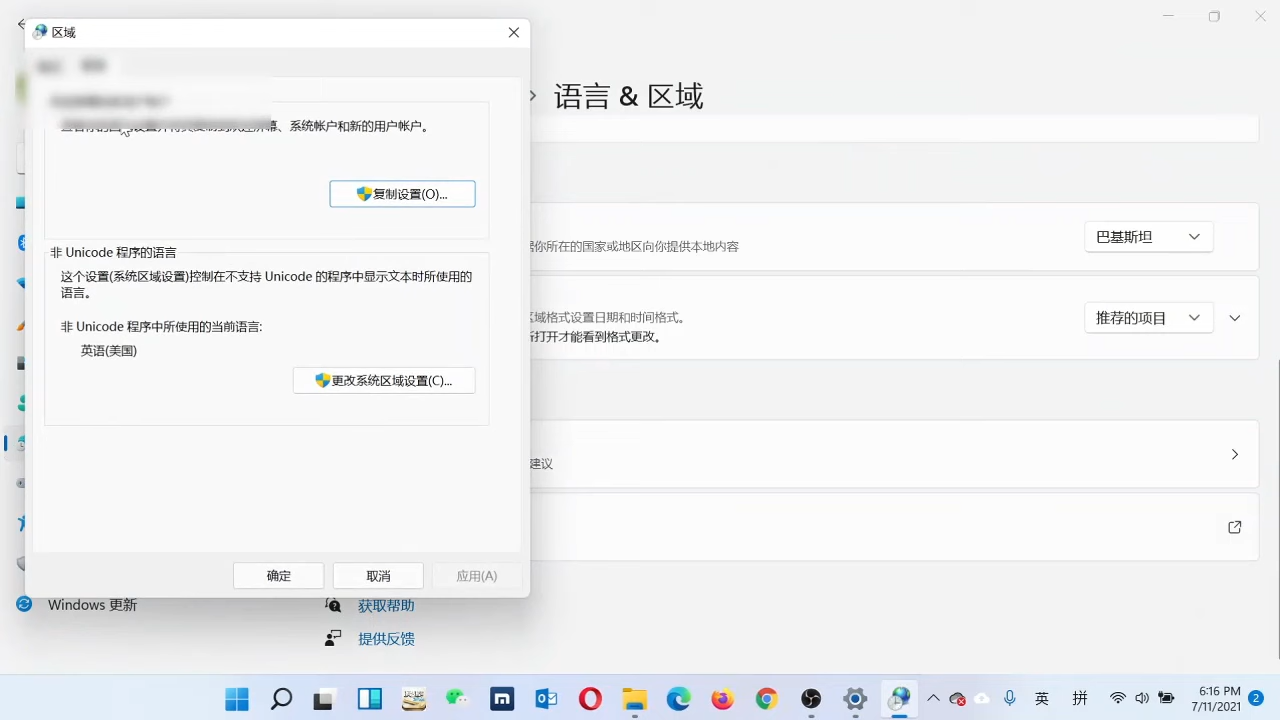 区域
语言 & 区域
、系统帐户和新的用户帐户。
复制设置(O)...
非 Unicode 程序的语言
这个设置(系统区域设置)控制在不支持 Unicode 的程序中显示文本时所使用的
语言。
非 Unicode 程序中所使用的当前语言:
英语(美国)
更改系统区域设置(C)...
确定
取消
应用(A)
你所在的国家或地区向你提供本地内容
巴基斯坦
区域格式设置日期和时间格式。
打开才能看到格式更改。
推荐的项目
建议
Windows 更新
获取帮助
提供反馈
英
拼
5:16 PM
7/11/2021
2